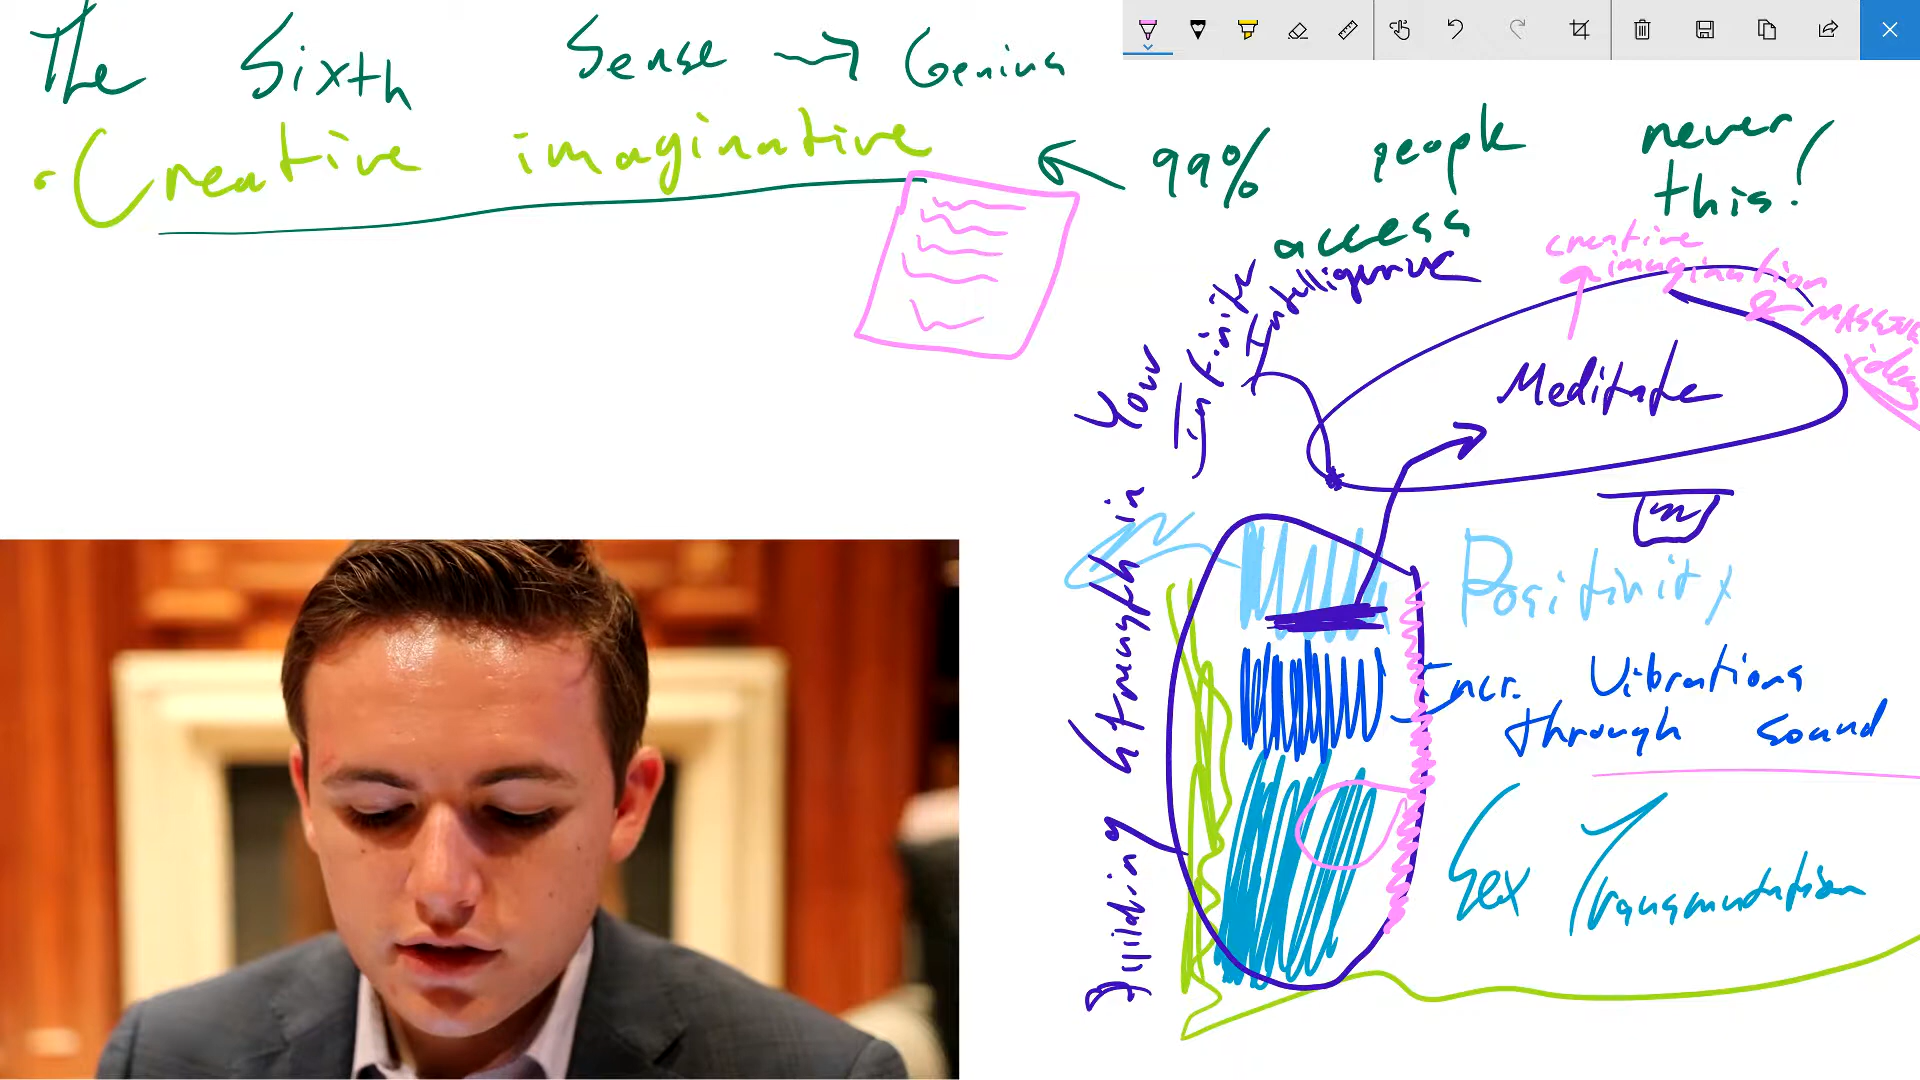 The Sixth Sense → Genius
• Creative imaginative
99% people never
access this!
creative
imagination
& MASSIVE
ideas
Infinite
Intelligence
Meditate
Building Strength in Your
Positivity
Incr. Vibrations
through sound
Sex Transmutation